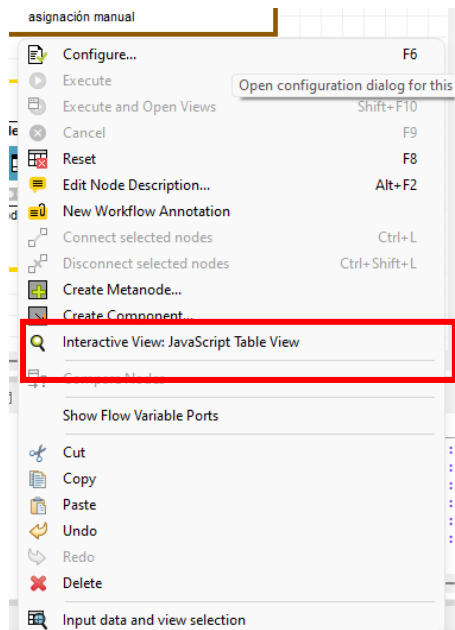 asignación manual
Configure... F6
Execute
Open configuration dialog for this
Execute and Open Views Shift+F10
Cancel F9
Reset F8
Edit Node Description... Alt+F2
New Workflow Annotation
Connect selected nodes Ctrl+L
Disconnect selected nodes Ctrl+Shift+L
Create Metanode...
Create Component...
Interactive View: JavaScript Table View
Compare Nodes
Show Flow Variable Ports
Cut
Copy
Paste
Undo
Redo
Delete
Input data and view selection